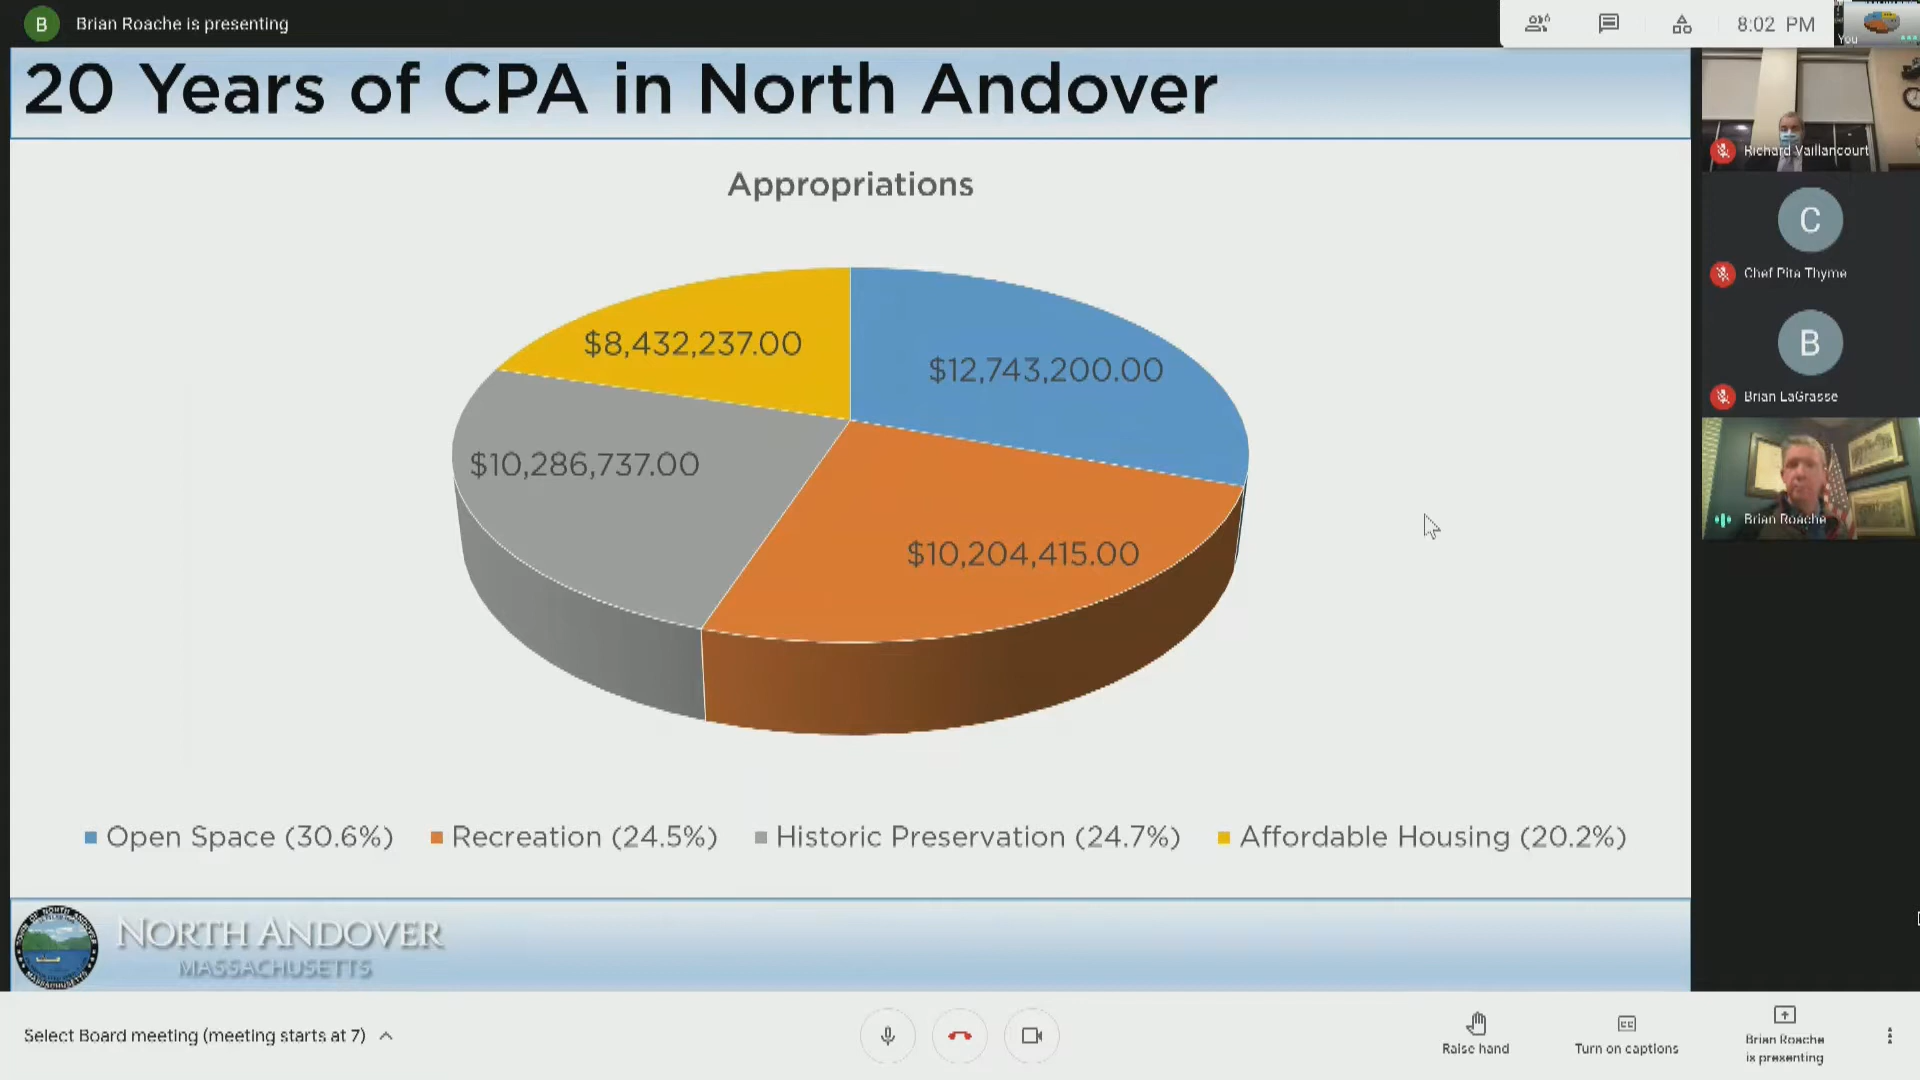 B Brian Roache is presenting
8:02 PM
You
20 Years of CPA in North Andover
Appropriations
$8,432,237.00
$12,743,200.00
$10,286,737.00
$10,204,415.00
Open Space (30.6%) Recreation (24.5%) Historic Preservation (24.7%) Affordable Housing (20.2%)
NORTH ANDOVER
MASSACHUSETTS
Richard Vaillancourt
C
Chef Pita Thyme
B
Brian LaGrasse
Brian Roache
Select Board meeting (meeting starts at 7)
Raise hand
Turn on captions
Brian Roache
is presenting